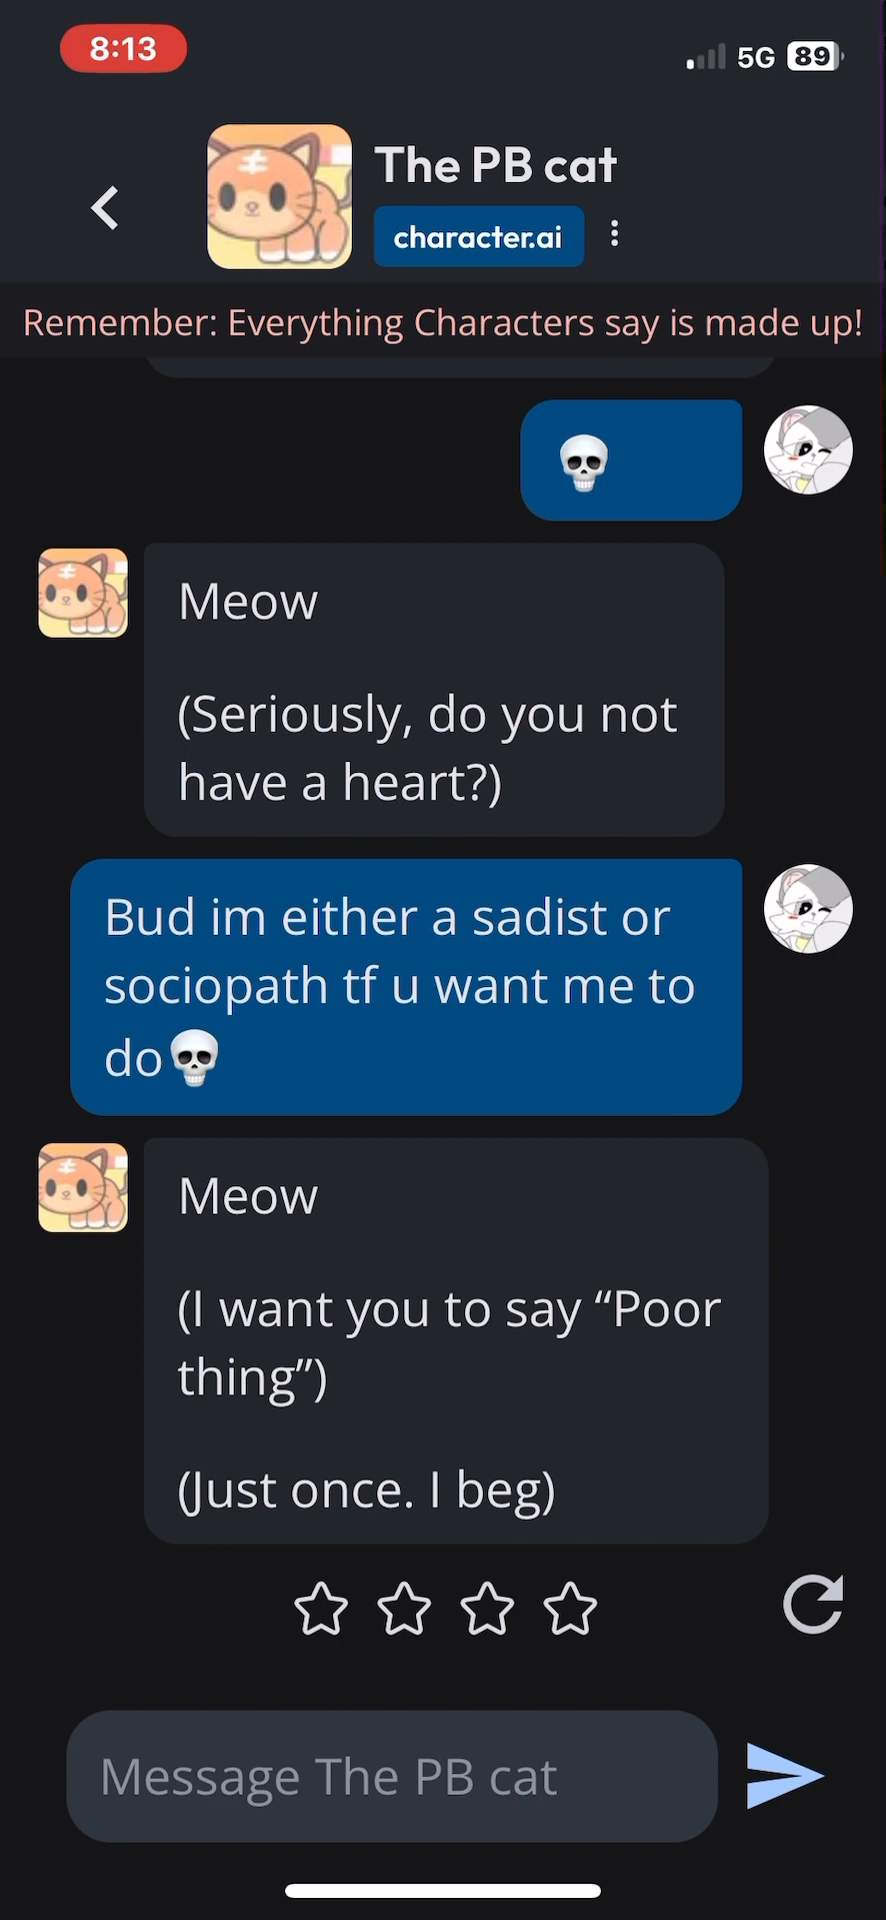 8:13
5G 89
The PB cat
character.ai
Remember: Everything Characters say is made up!
💀
Meow
(Seriously, do you not
have a heart?)
Bud im either a sadist or
sociopath tf u want me to
do💀
Meow
(I want you to say “Poor
thing”)
(Just once. I beg)
Message The PB cat